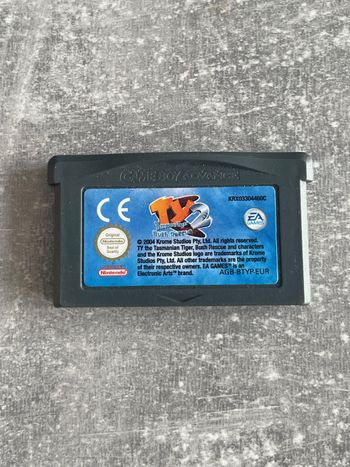 GAME BOY ADVANCE
KRX03304460C
CE
TY 2
EA
GAMES
Original
Nintendo
Seal of
Quality
Nintendo
© 2004 Krome Studios Pty, Ltd. All rights reserved.
TY the Tasmanian Tiger, Bush Rescue and characters
and the Krome Studios logo are trademarks of Krome
Studios Pty, Ltd. All other trademarks are the property
of their respective owners. EA GAMES™ is an
Electronic Arts™ brand. AGB-BTYP-EUR